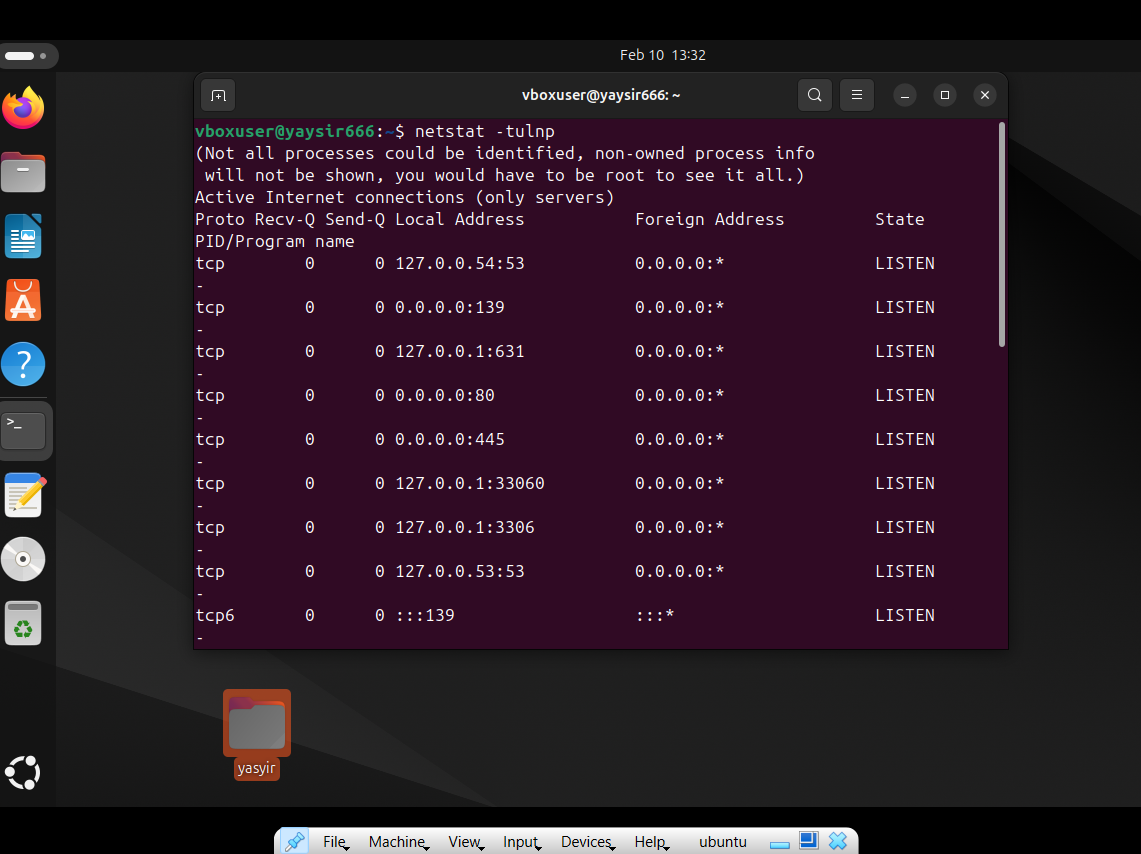 Feb 10 13:32
vboxuser@yaysir666: ~
vboxuser@yaysir666:~$ netstat -tulnp
(Not all processes could be identified, non-owned process info
 will not be shown, you would have to be root to see it all.)
Active Internet connections (only servers)
Proto Recv-Q Send-Q Local Address           Foreign Address         State
PID/Program name
tcp        0      0 127.0.0.54:53           0.0.0.0:*               LISTEN
-
tcp        0      0 0.0.0.0:139             0.0.0.0:*               LISTEN
-
tcp        0      0 127.0.0.1:631           0.0.0.0:*               LISTEN
-
tcp        0      0 0.0.0.0:80              0.0.0.0:*               LISTEN
-
tcp        0      0 0.0.0.0:445             0.0.0.0:*               LISTEN
-
tcp        0      0 127.0.0.1:33060         0.0.0.0:*               LISTEN
-
tcp        0      0 127.0.0.1:3306          0.0.0.0:*               LISTEN
-
tcp        0      0 127.0.0.53:53           0.0.0.0:*               LISTEN
-
tcp6       0      0 :::139                  :::*                    LISTEN
-
yasyir
File Machine View Input Devices Help ubuntu